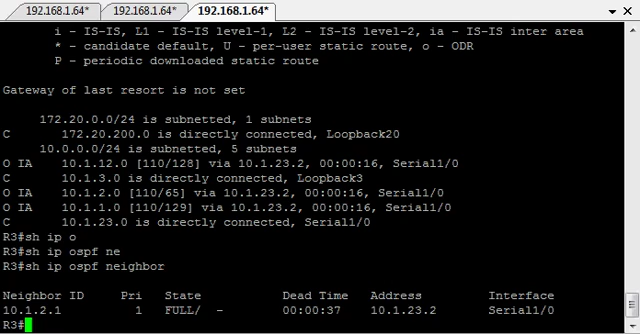 192.168.1.64* 192.168.1.64* 192.168.1.64*
i - IS-IS, L1 - IS-IS level-1, L2 - IS-IS level-2, ia - IS-IS inter area
* - candidate default, U - per-user static route, o - ODR
P - periodic downloaded static route
Gateway of last resort is not set
172.20.0.0/24 is subnetted, 1 subnets
C 172.20.200.0 is directly connected, Loopback20
10.0.0.0/24 is subnetted, 5 subnets
O IA 10.1.12.0 [110/128] via 10.1.23.2, 00:00:16, Serial1/0
C 10.1.3.0 is directly connected, Loopback3
O IA 10.1.2.0 [110/65] via 10.1.23.2, 00:00:16, Serial1/0
O IA 10.1.1.0 [110/129] via 10.1.23.2, 00:00:16, Serial1/0
C 10.1.23.0 is directly connected, Serial1/0
R3#sh ip o
R3#sh ip ospf ne
R3#sh ip ospf neighbor
Neighbor ID Pri State Dead Time Address Interface
10.1.2.1 1 FULL/ - 00:00:37 10.1.23.2 Serial1/0
R3#